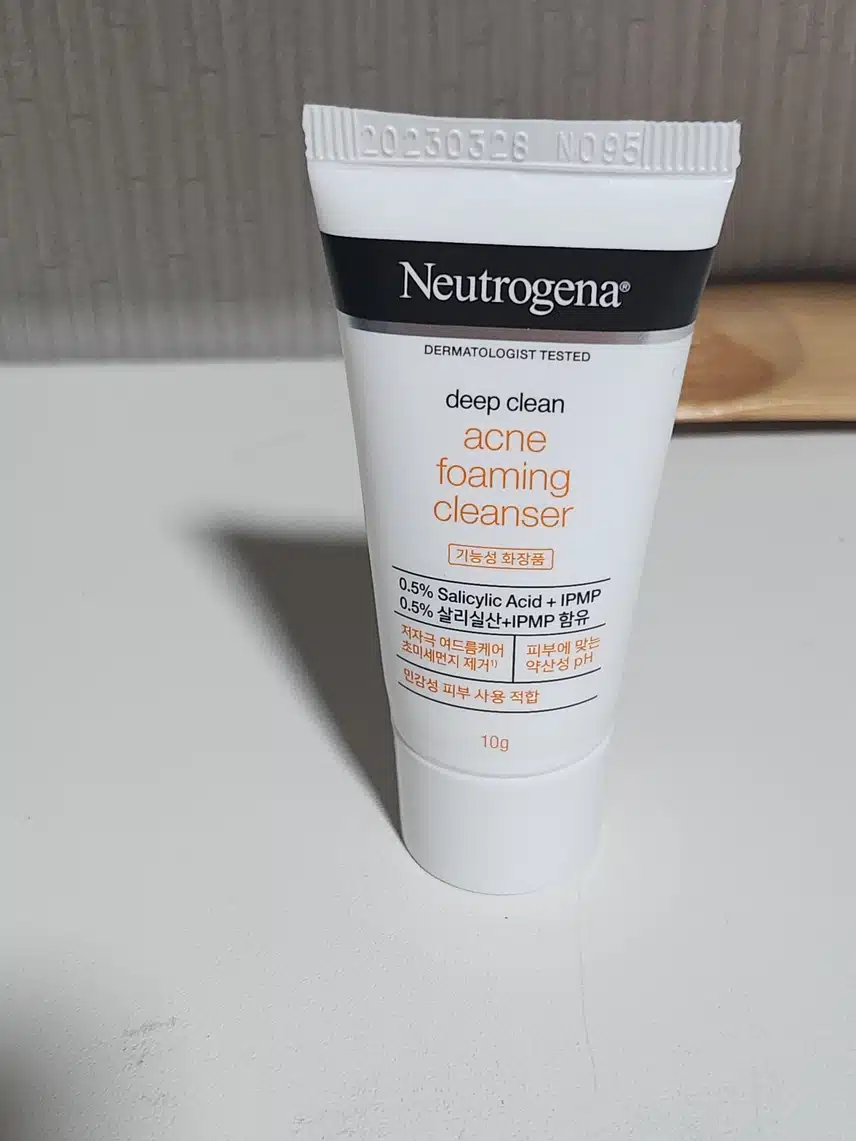 20230328 N095
Neutrogena®
DERMATOLOGIST TESTED
deep clean
acne
foaming
cleanser
기능성 화장품
0.5% Salicylic Acid + IPMP
0.5% 살리실산+IPMP 함유
저자극 여드름케어
초미세먼지 제거¹⁾
피부에 맞는
약산성 pH
민감성 피부 사용 적합
10g